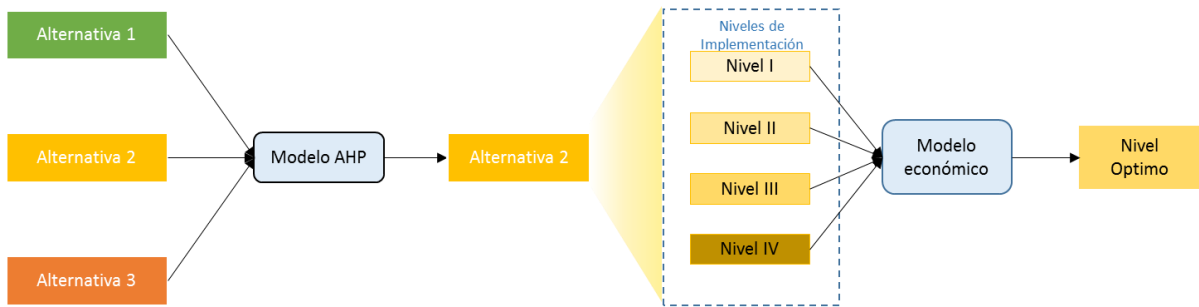 Alternativa 1
Alternativa 2
Alternativa 3
Modelo AHP
Alternativa 2
Niveles de
Implementación
Nivel I
Nivel II
Nivel III
Nivel IV
Modelo
económico
Nivel
Optimo